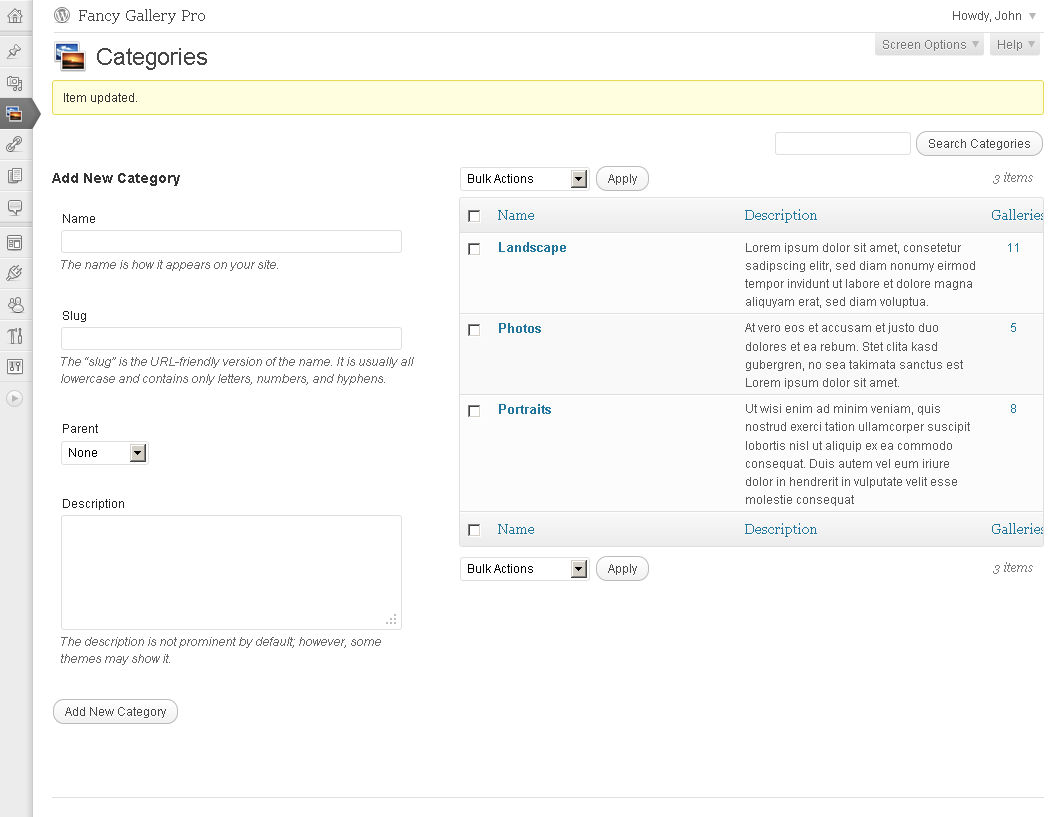 Fancy Gallery Pro
Howdy, John
Categories
Screen Options
Help
Item updated.
Search Categories
Add New Category
Name
The name is how it appears on your site.
Slug
The "slug" is the URL-friendly version of the name. It is usually all
lowercase and contains only letters, numbers, and hyphens.
Parent
None
Description
The description is not prominent by default; however, some
themes may show it.
Add New Category
Bulk Actions
Apply
3 items
Name
Description
Galleries
Landscape
Lorem ipsum dolor sit amet, consetetur
sadipscing elitr, sed diam nonumy eirmod
tempor invidunt ut labore et dolore magna
aliquyam erat, sed diam voluptua.
11
Photos
At vero eos et accusam et justo duo
dolores et ea rebum. Stet clita kasd
gubergren, no sea takimata sanctus est
Lorem ipsum dolor sit amet.
5
Portraits
Ut wisi enim ad minim veniam, quis
nostrud exerci tation ullamcorper suscipit
lobortis nisl ut aliquip ex ea commodo
consequat. Duis autem vel eum iriure
dolor in hendrerit in vulputate velit esse
molestie consequat
8
Name
Description
Galleries
Bulk Actions
Apply
3 items